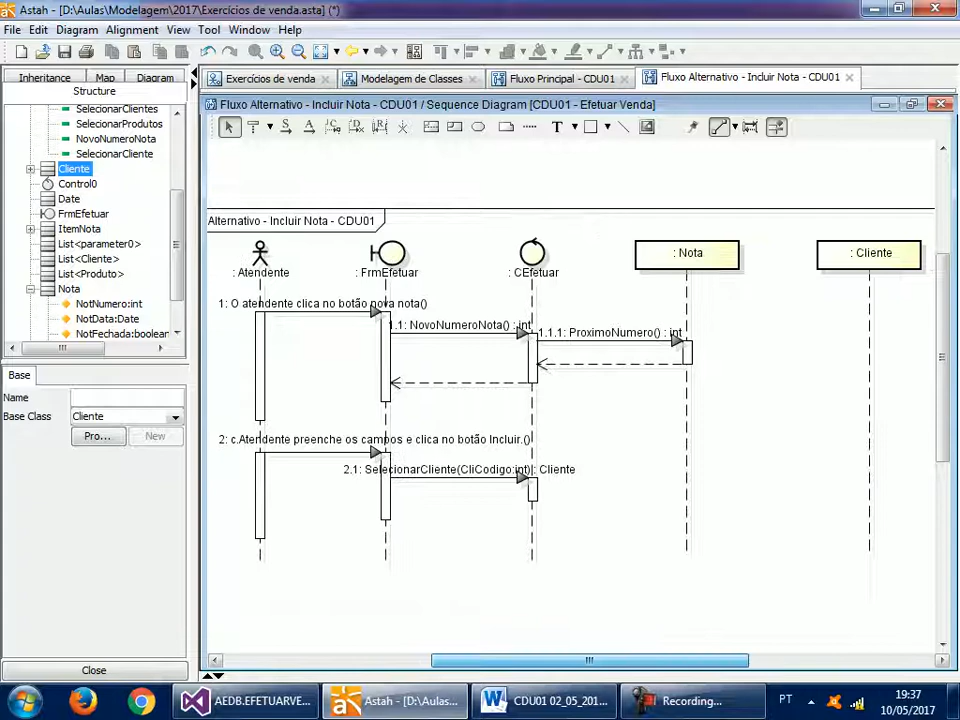 Astah - [D:\Aulas\Modelagem\2017\Exercícios de venda.asta] (*)
File Edit Diagram Alignment View Tool Window Help
Inheritance Map Diagram
Structure
SelecionarClientes
SelecionarProdutos
NovoNumeroNota
SelecionarCliente
Cliente
Control0
Date
FrmEfetuar
ItemNota
List<parameter0>
List<Cliente>
List<Produto>
Nota
NotNumero:int
NotData:Date
NotFechada:boolean
Base
Name
Base Class Cliente
Pro... New
Close
Exercícios de venda
Modelagem de Classes
Fluxo Principal - CDU01
Fluxo Alternativo - Incluir Nota - CDU01
Fluxo Alternativo - Incluir Nota - CDU01 / Sequence Diagram [CDU01 - Efetuar Venda]
Alternativo - Incluir Nota - CDU01
: Atendente
: FrmEfetuar
: CEfetuar
: Nota
: Cliente
1: O atendente clica no botão nova nota()
1.1: NovoNumeroNota() : int
1.1.1: ProximoNumero() : int
2: c.Atendente preenche os campos e clica no botão Incluir.()
2.1: SelecionarCliente(CliCodigo:int) : Cliente
AEDB.EFETUARVE...
Astah - [D:\Aulas...
CDU01 02_05_201...
Recording...
PT
19:37
10/05/2017